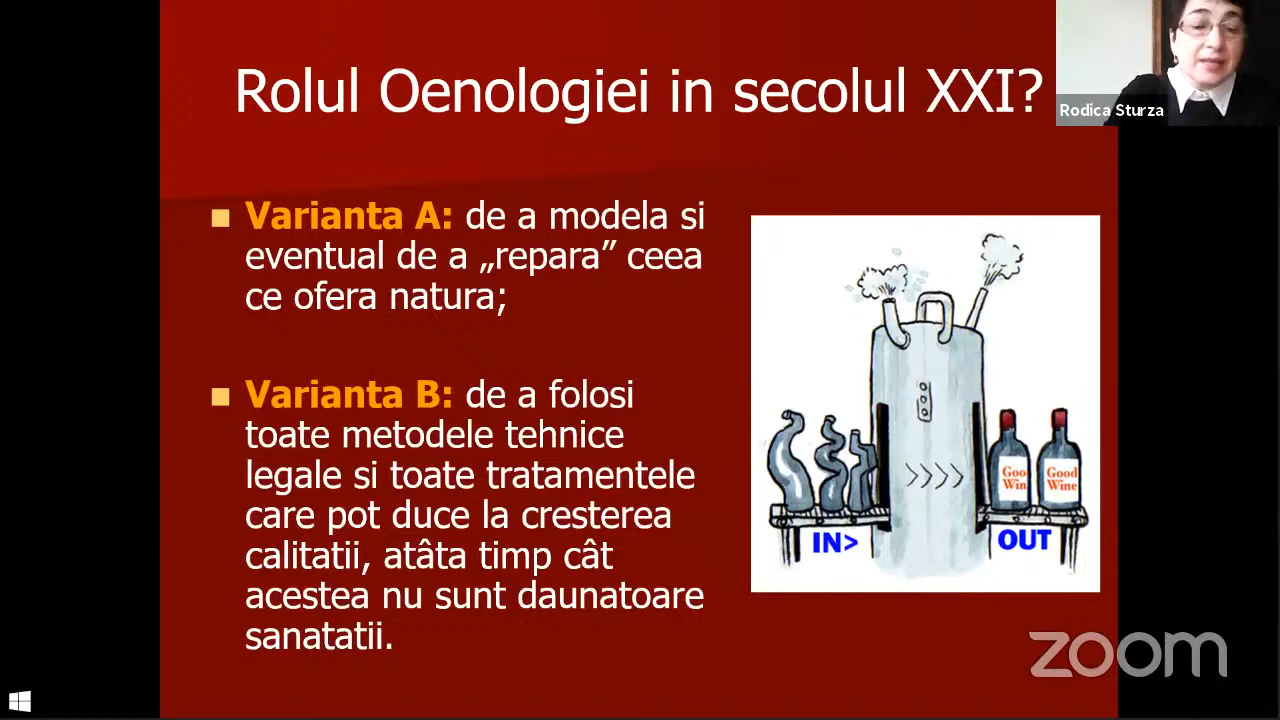 Rolul Oenologiei in secolul XXI?
Rodica Sturza
Varianta A: de a modela si
eventual de a „repara” ceea
ce ofera natura;
Varianta B: de a folosi
toate metodele tehnice
legale si toate tratamentele
care pot duce la cresterea
calitatii, atâta timp cât
acestea nu sunt daunatoare
sanatatii.
>>>>
Good
Win
Good
Wine
IN>
OUT
zoom